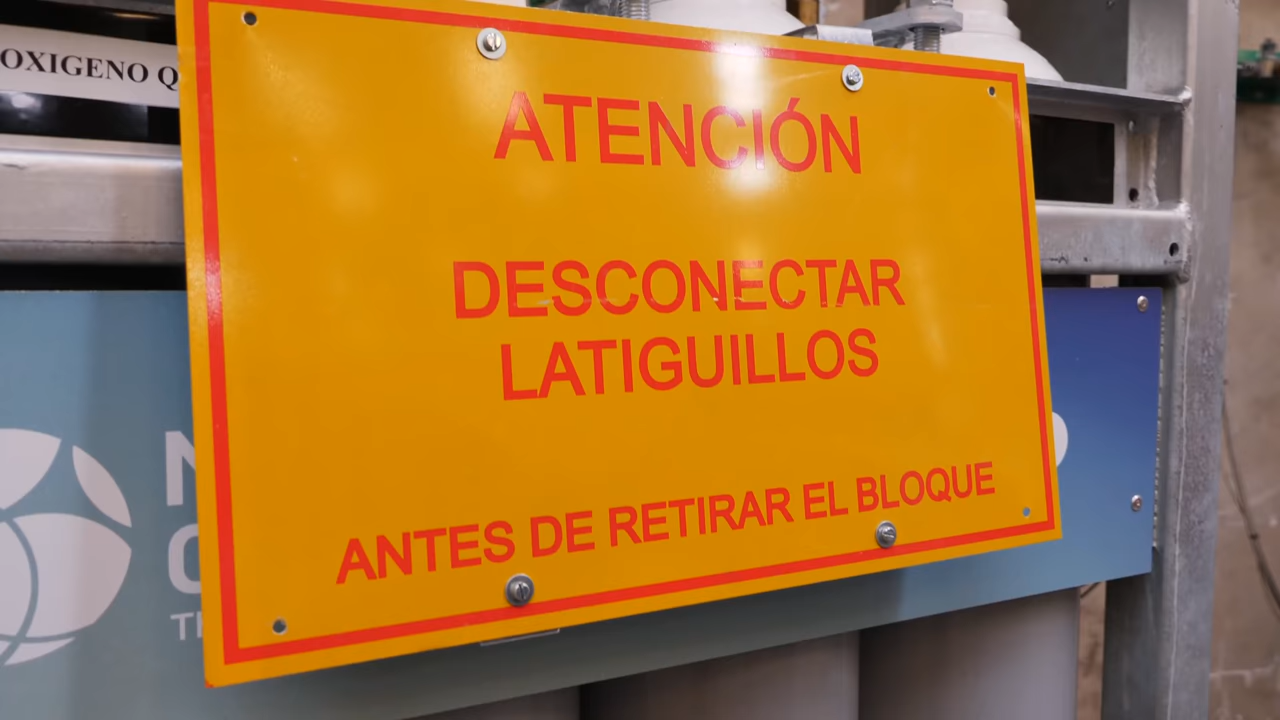 OXIGENO
ATENCIÓN
DESCONECTAR
LATIGUILLOS
ANTES DE RETIRAR EL BLOQUE